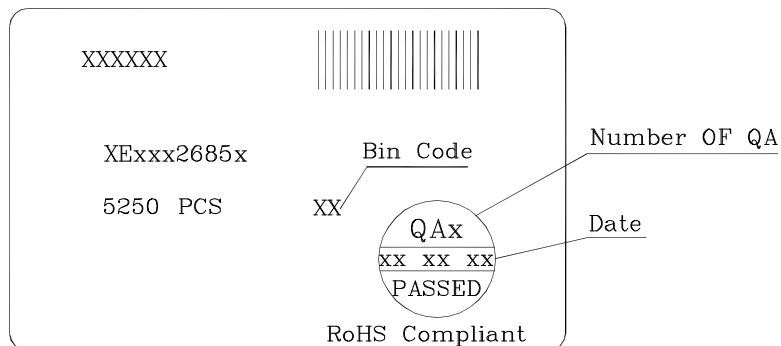 XXXXXX
XExxx2685x
Bin Code
Number OF QA
5250 PCS
XX
QAx
Date
xx xx xx
PASSED
RoHS Compliant